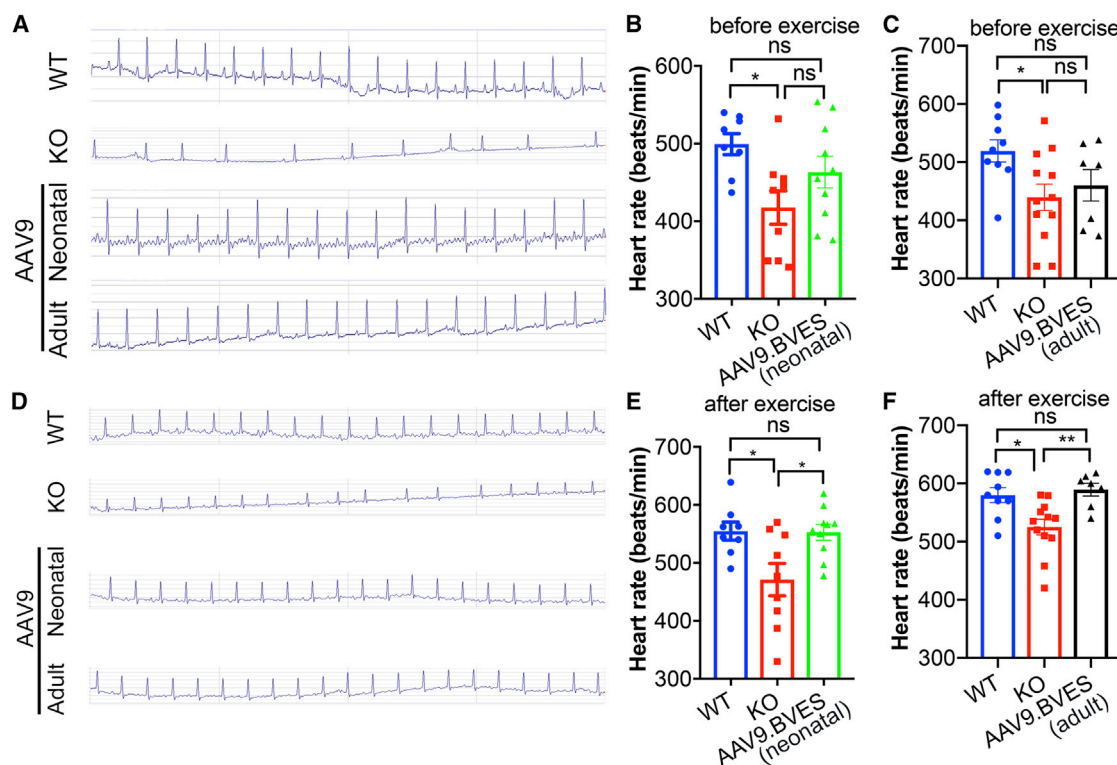 A
WT
KO
AAV9
Neonatal
Adult
B
before exercise
ns
*
ns
Heart rate (beats/min)
600
500
400
300
WT
KO
AAV9.BVES
(neonatal)
C
before exercise
ns
*
ns
Heart rate (beats/min)
700
600
500
400
300
WT
KO
AAV9.BVES
(adult)
D
WT
KO
AAV9
Neonatal
Adult
E
after exercise
ns
*
*
Heart rate (beats/min)
700
600
500
400
300
WT
KO
AAV9.BVES
(neonatal)
F
after exercise
ns
*
**
Heart rate (beats/min)
700
600
500
400
300
WT
KO
AAV9.BVES
(adult)